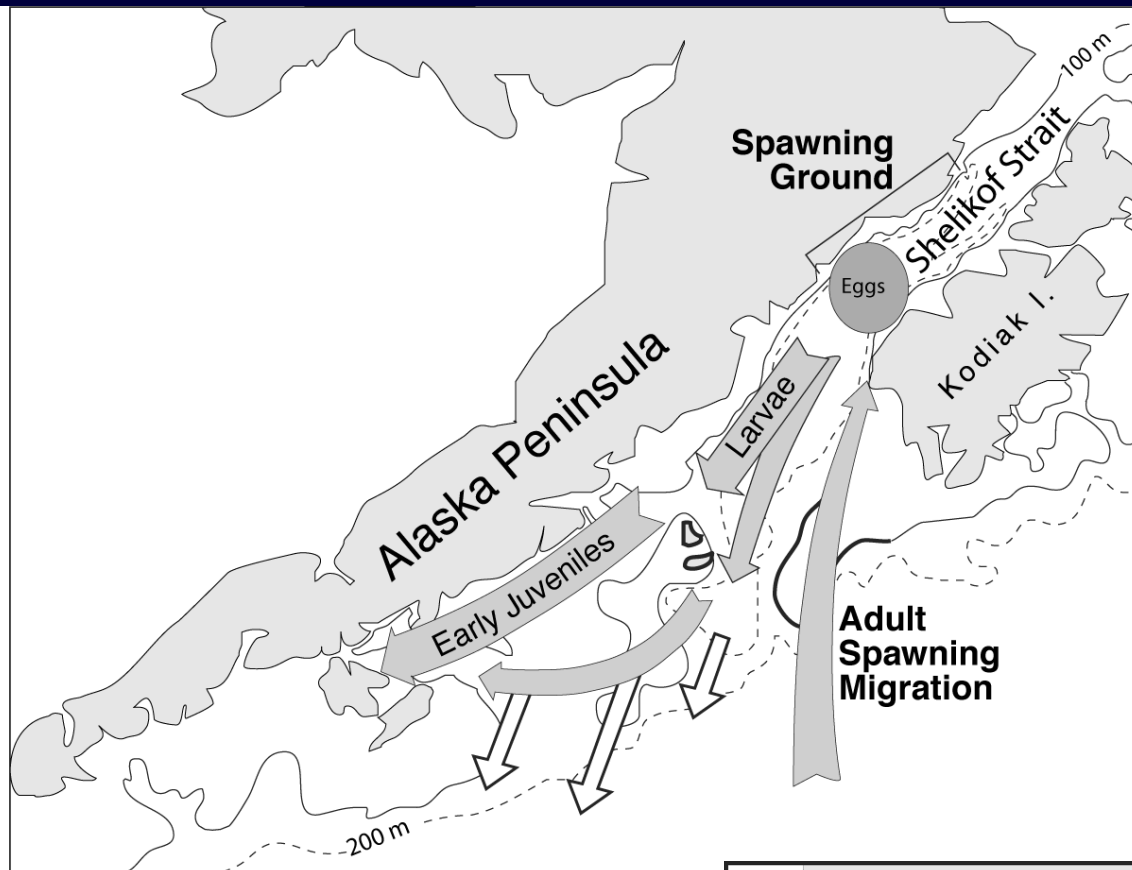 100 m
Spawning
Ground
Shelikof Strait
Eggs
Kodiak I.
Larvae
Alaska Peninsula
Early Juveniles
Adult
Spawning
Migration
200 m